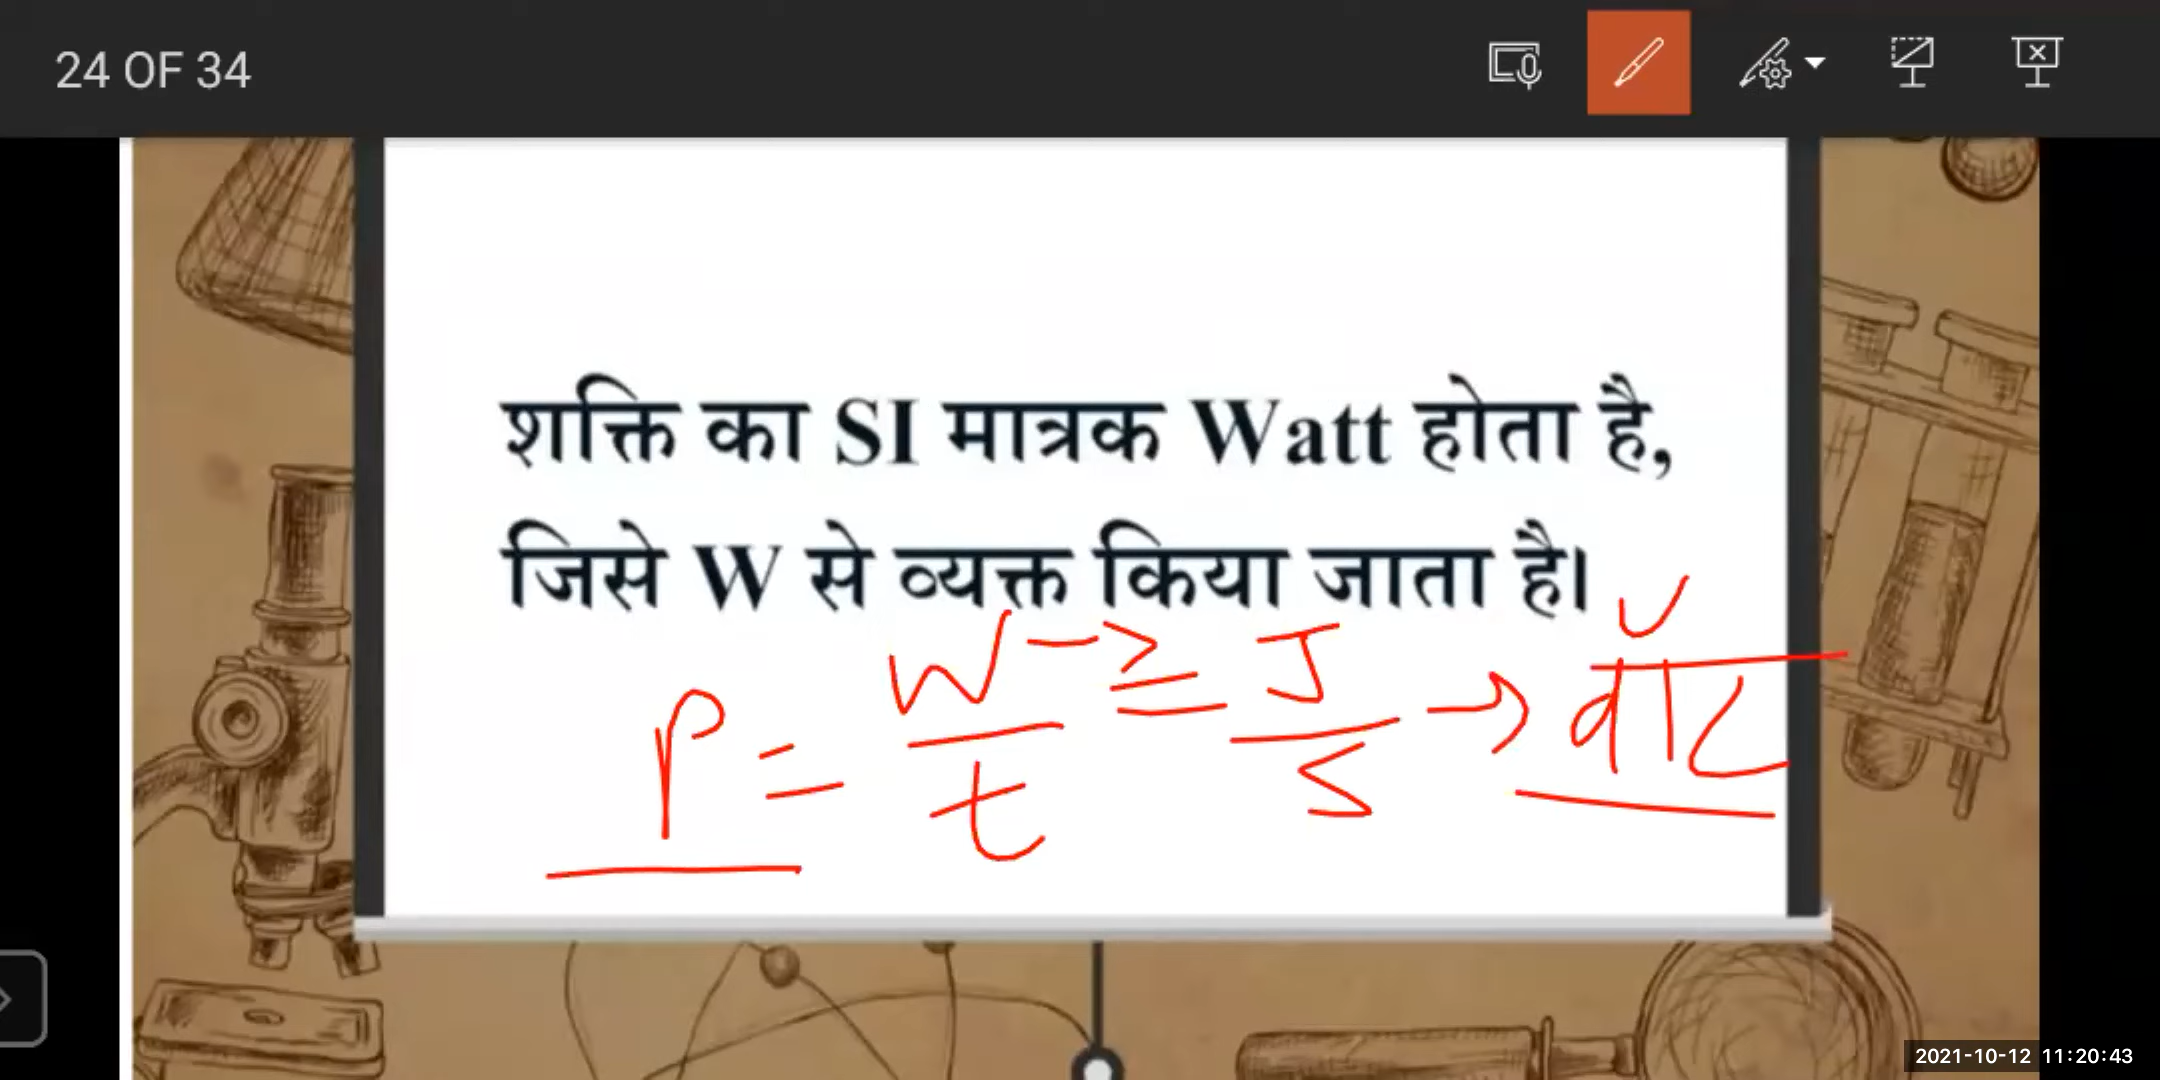 24 OF 34
शक्ति का SI मात्रक Watt होता है,
जिसे W से व्यक्त किया जाता है।
P = W/t → = J/s → वाट
2021-10-12 11:20:43